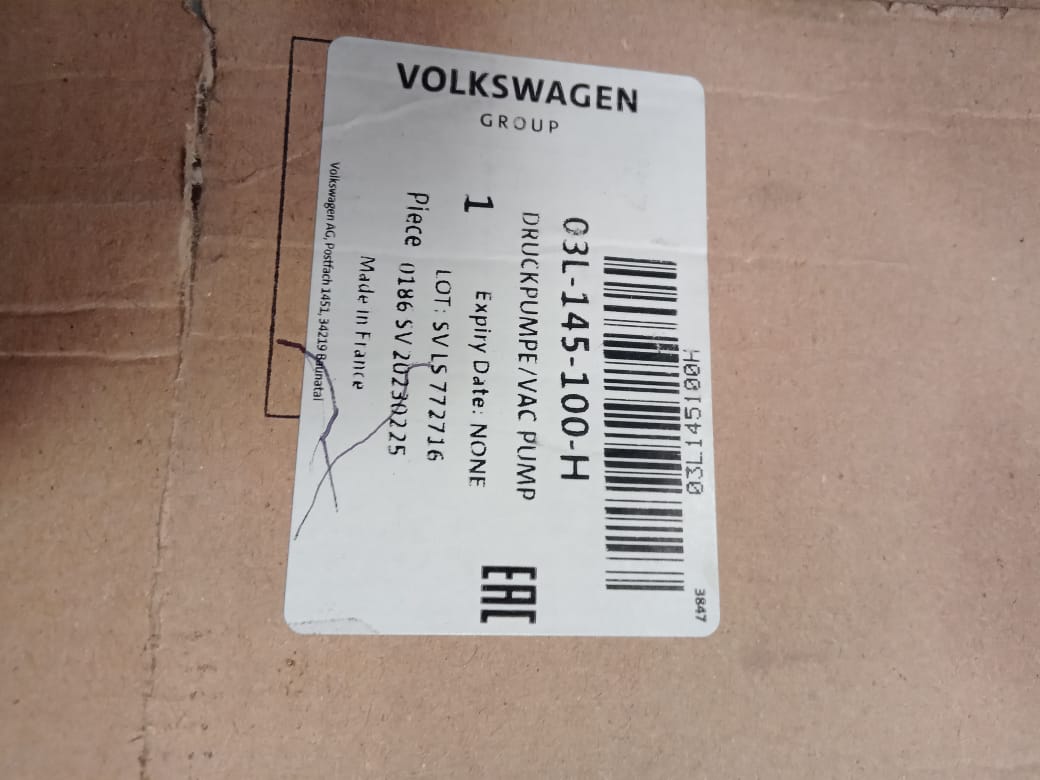 VOLKSWAGEN
GROUP
H001541L30
3847
03L-145-100-H
DRUCKPUMPE/VAC PUMP
EAC
1 Expiry Date: NONE
LOT: SV LS 772716
Piece 0186 SV 20230225
Made in France
Volkswagen AG, Postfach 1451, 34219 Baunatal